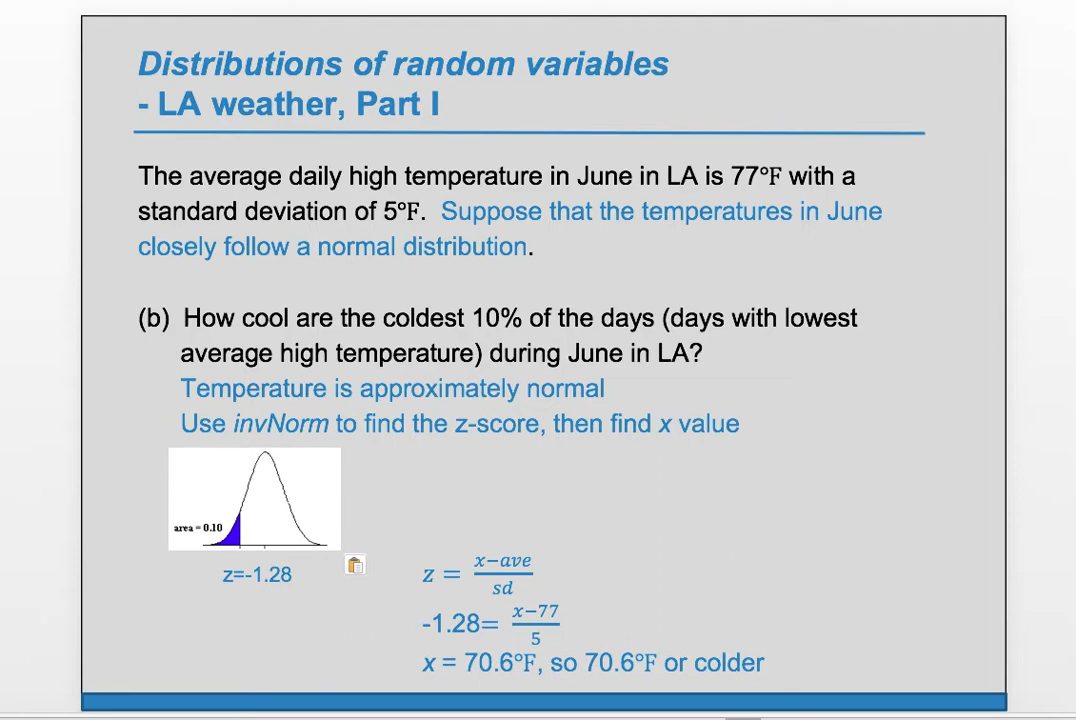 Distributions of random variables
- LA weather, Part I
The average daily high temperature in June in LA is 77°F with a
standard deviation of 5°F.  Suppose that the temperatures in June
closely follow a normal distribution.
(b)  How cool are the coldest 10% of the days (days with lowest
average high temperature) during June in LA?
Temperature is approximately normal
Use invNorm to find the z-score, then find x value
area = 0.10
z=-1.28
z = x−ave
sd
-1.28= x−77
5
x = 70.6°F, so 70.6°F or colder